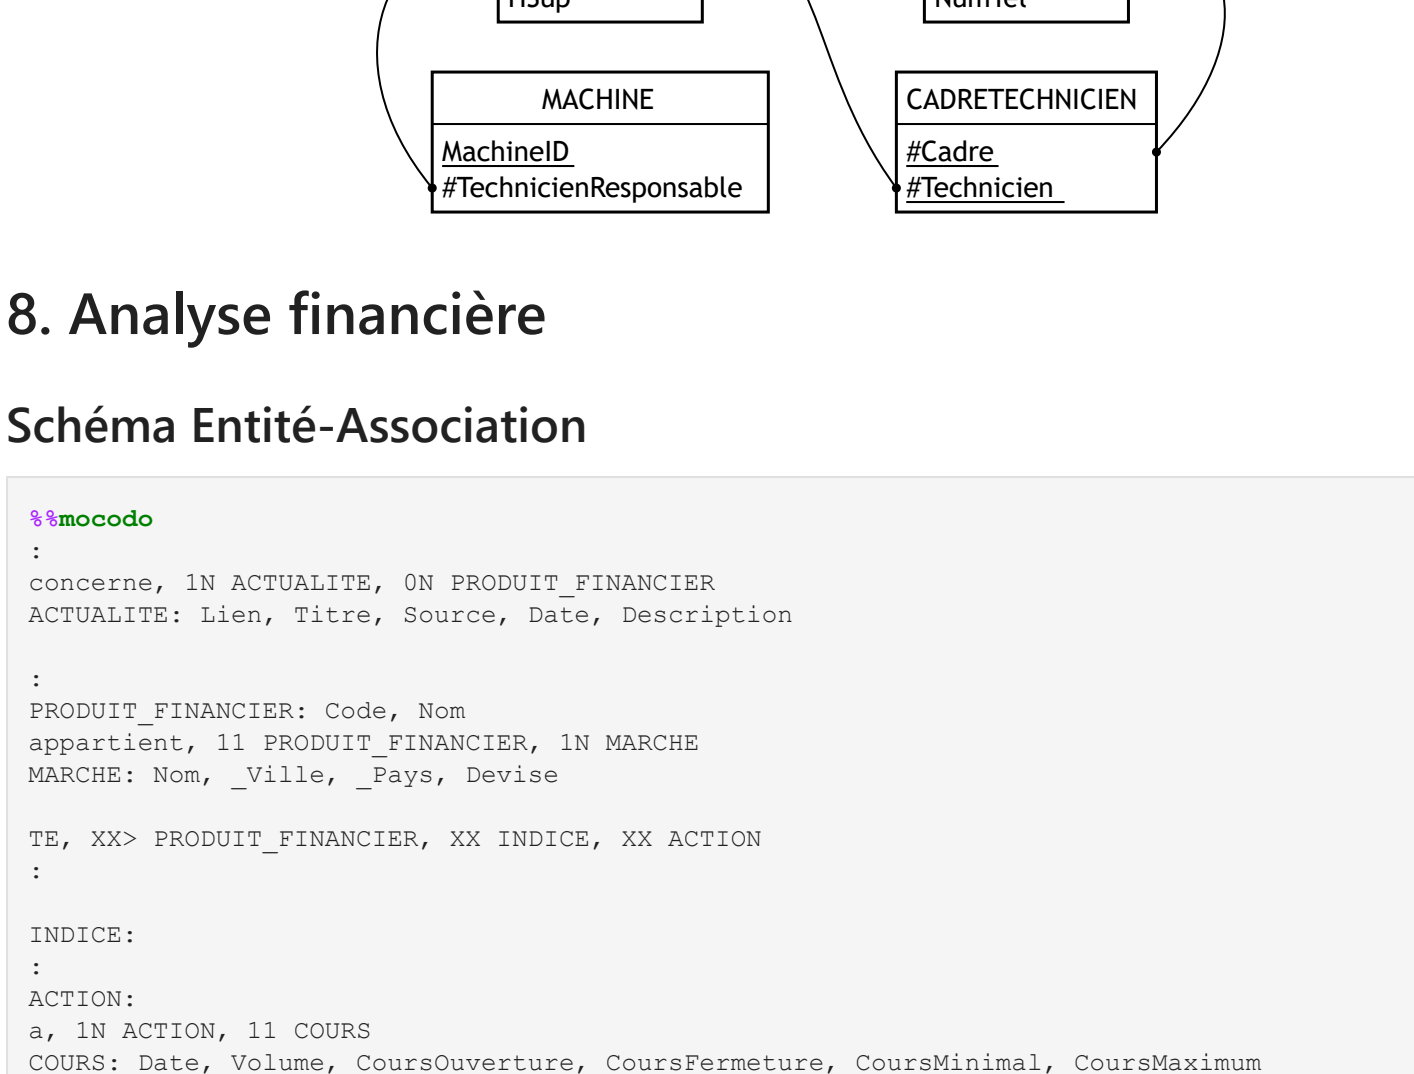 HSup
NumTel
MACHINE
MachineID
#TechnicienResponsable
CADRETECHNICIEN
#Cadre
#Technicien
8. Analyse financière
Schéma Entité-Association
%%mocodo
:
concerne, 1N ACTUALITE, 0N PRODUIT_FINANCIER
ACTUALITE: Lien, Titre, Source, Date, Description
:
PRODUIT_FINANCIER: Code, Nom
appartient, 11 PRODUIT_FINANCIER, 1N MARCHE
MARCHE: Nom, _Ville, _Pays, Devise
TE, XX> PRODUIT_FINANCIER, XX INDICE, XX ACTION
:
INDICE:
:
ACTION:
a, 1N ACTION, 11 COURS
COURS: Date, Volume, CoursOuverture, CoursFermeture, CoursMinimal, CoursMaximum